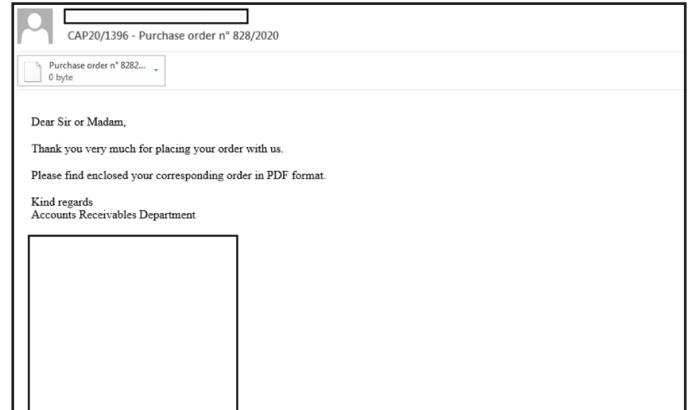 CAP20/1396 - Purchase order n° 828/2020
Purchase order n° 8282...
0 byte
Dear Sir or Madam,
Thank you very much for placing your order with us.
Please find enclosed your corresponding order in PDF format.
Kind regards
Accounts Receivables Department